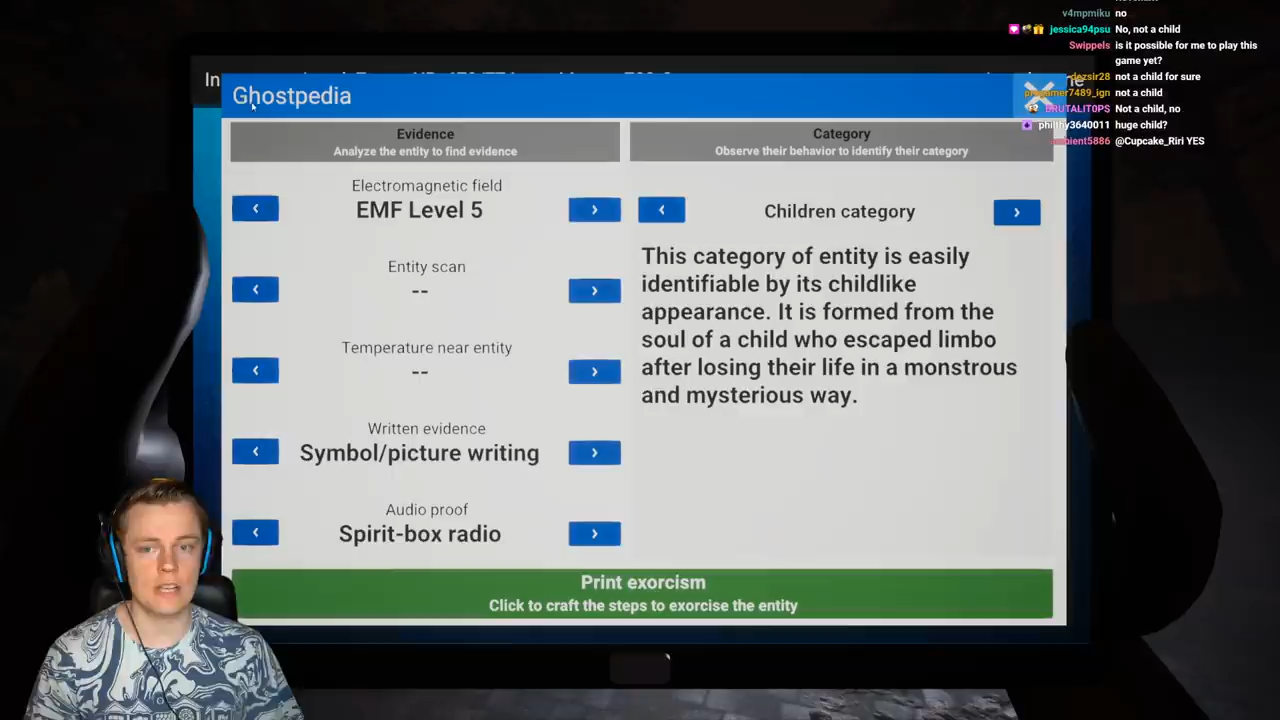 v4mpmiku no
jessica94psu No, not a child
Swippels is it possible for me to play this
game yet?
not a child for sure
not a child
Not a child, no
philthy3640011 huge child?
@Cupcake_Riri YES
Ghostpedia
Evidence
Analyze the entity to find evidence
Category
Observe their behavior to identify their category
Electromagnetic field
EMF Level 5
Entity scan
--
Temperature near entity
--
Written evidence
Symbol/picture writing
Audio proof
Spirit-box radio
Children category
This category of entity is easily
identifiable by its childlike
appearance. It is formed from the
soul of a child who escaped limbo
after losing their life in a monstrous
and mysterious way.
Print exorcism
Click to craft the steps to exorcise the entity